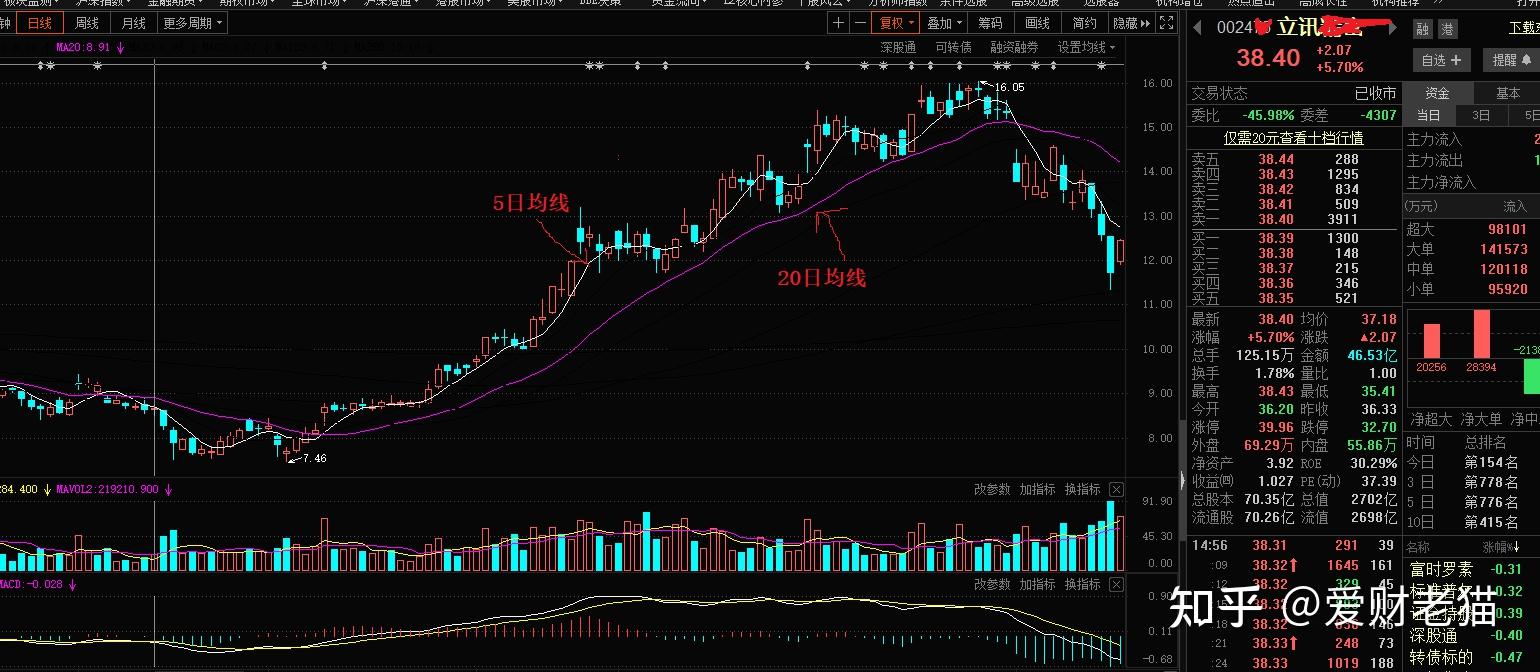 日线 周线 月线 更多周期
复权 叠加 筹码 画线 简约 隐藏
MA20:8.91
深股通 可转债 融资融券 设置均线
16.05
5日均线
20日均线
7.46
16.00
15.00
14.00
13.00
12.00
11.00
10.00
9.00
8.00
284.400 MAVOL2:219210.900
改参数 加指标 换指标
91.90
45.30
0.00
MACD:-0.028
改参数 加指标 换指标
0.90
0.11
-0.68
立讯
融 港
38.40 +2.07
+5.70%
自选 + 提醒
交易状态 已收市
委比 -45.98% 委差 -4307
仅需20元查看十档行情
卖五 38.44 288
卖四 38.43 1295
卖三 38.42 834
卖二 38.41 509
卖一 38.40 3911
买一 38.39 1300
买二 38.38 148
买三 38.37 215
买四 38.36 346
买五 38.35 521
最新 38.40 均价 37.18
涨幅 +5.70% 涨跌 ▲2.07
总手 125.15万 金额 46.53亿
换手 1.78% 量比 1.00
最高 38.43 最低 35.41
今开 36.20 昨收 36.33
涨停 39.96 跌停 32.70
外盘 69.29万 内盘 55.86万
净资产 3.92 ROE 30.29%
收益㈣ 1.027 PE(动) 37.39
总股本 70.35亿 总值 2702亿
流通股 70.26亿 流值 2698亿
14:56 38.31 291 39
:09 38.32 1645 161
:12 38.32 329 45
:21 38.33 248 73
:24 38.33 1019 188
资金 基本
当日 3日
主力流入
主力流出
主力净流入
(万元) 流入
超大 98101
大单 141573
中单 120118
小单 95920
20256 28394
净超大 净大单 净中
时间 总排名
今日 第154名
3 日 第778名
5 日 第776名
10日 第415名
名称 涨幅%
富时罗素 -0.31
标准普尔 -0.32
证金持股 -0.39
深股通 -0.40
转债标的 -0.47
知乎 @爱财老猫